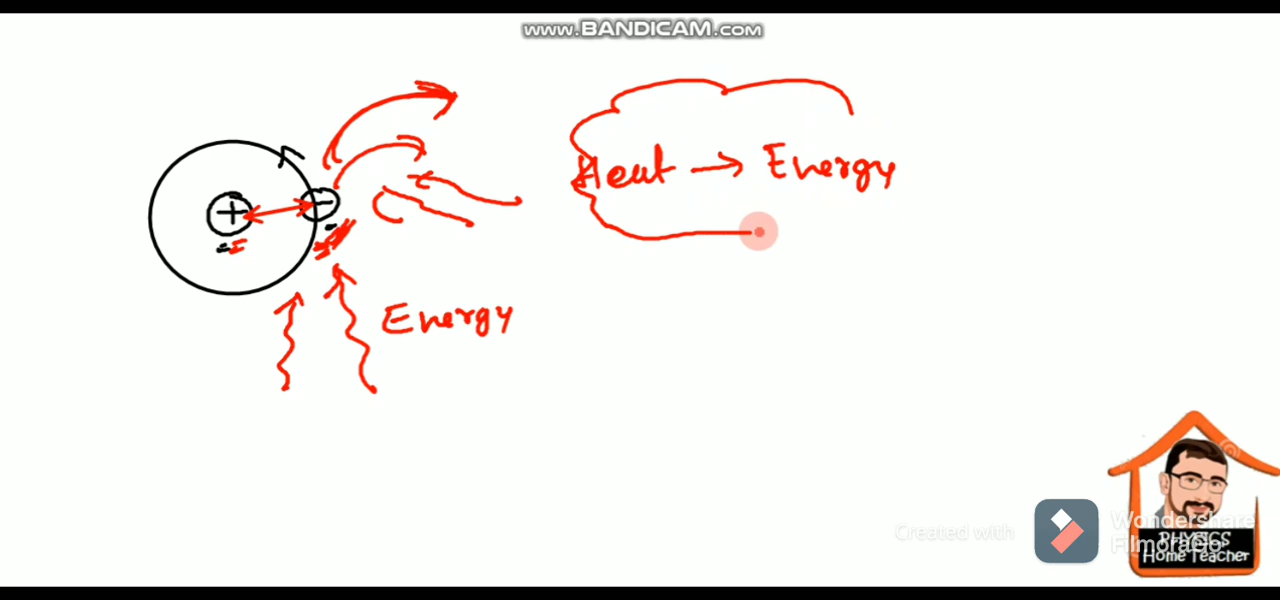 www.BANDICAM.com
+
−
Heat → Energy
Energy
Created with
Wondershare
Filmora
PHYSICS
Home Teacher